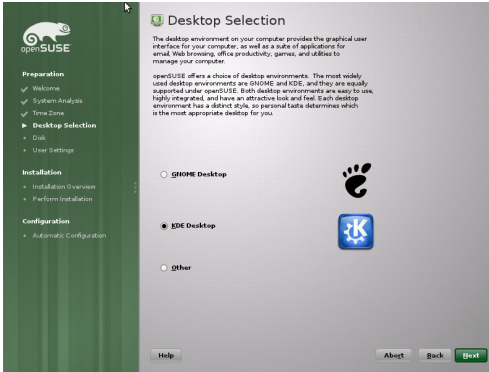 openSUSE
Preparation
Welcome
System Analysis
Time Zone
Desktop Selection
Disk
User Settings
Installation
Installation Overview
Perform Installation
Configuration
Automatic Configuration
Desktop Selection
The desktop environment on your computer provides the graphical user
interface for your computer, as well as a suite of applications for
email, Web browsing, office productivity, games, and utilities to
manage your computer.
openSUSE offers a choice of desktop environments. The most widely
used desktop environments are GNOME and KDE, and they are equally
supported under openSUSE. Both desktop environments are easy to use,
highly integrated, and have an attractive look and feel. Each desktop
environment has a distinct style, so personal taste determines which
is the most appropriate desktop for you.
GNOME Desktop
KDE Desktop
Other
Help
Abort
Back
Next